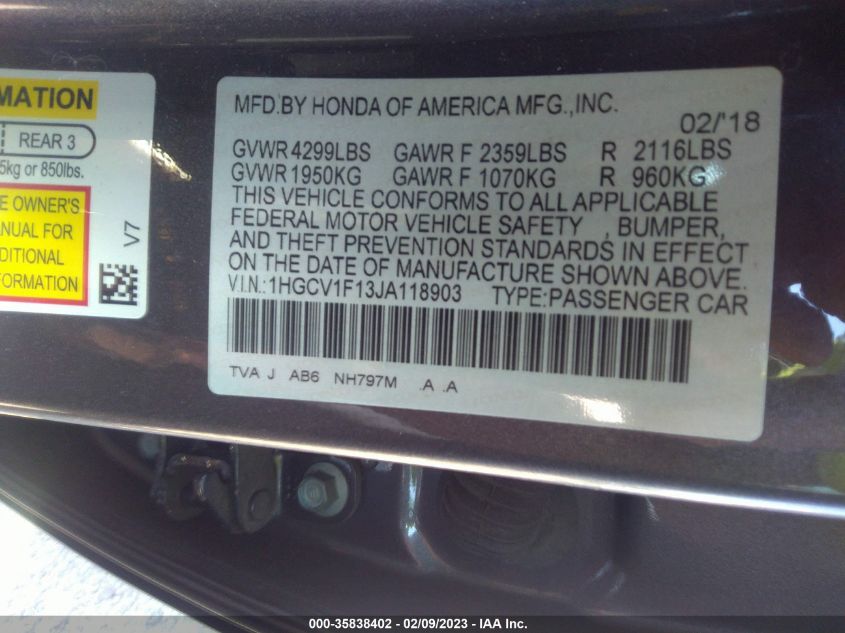 MATION
REAR 3
5kg or 850lbs.
E OWNER'S
ANUAL FOR
DITIONAL
FORMATION
V7
MFD.BY HONDA OF AMERICA MFG.,INC.
02/'18
GVWR 4299LBS GAWR F 2359LBS R 2116LBS
GVWR 1950KG GAWR F 1070KG R 960KG
THIS VEHICLE CONFORMS TO ALL APPLICABLE
FEDERAL MOTOR VEHICLE SAFETY , BUMPER,
AND THEFT PREVENTION STANDARDS IN EFFECT
ON THE DATE OF MANUFACTURE SHOWN ABOVE.
V.I.N.:1HGCV1F13JA118903 TYPE:PASSENGER CAR
TVA J AB6 NH797M .A .A
000-35838402 - 02/09/2023 - IAA Inc.